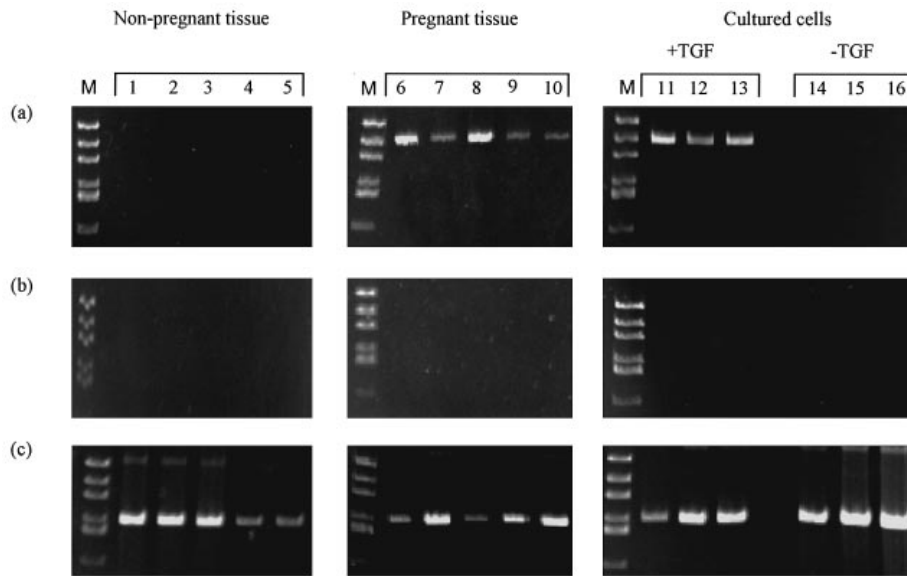 Non-pregnant tissue Pregnant tissue Cultured cells
+TGF -TGF
M 1 2 3 4 5 M 6 7 8 9 10 M 11 12 13 14 15 16
(a)
(b)
(c)